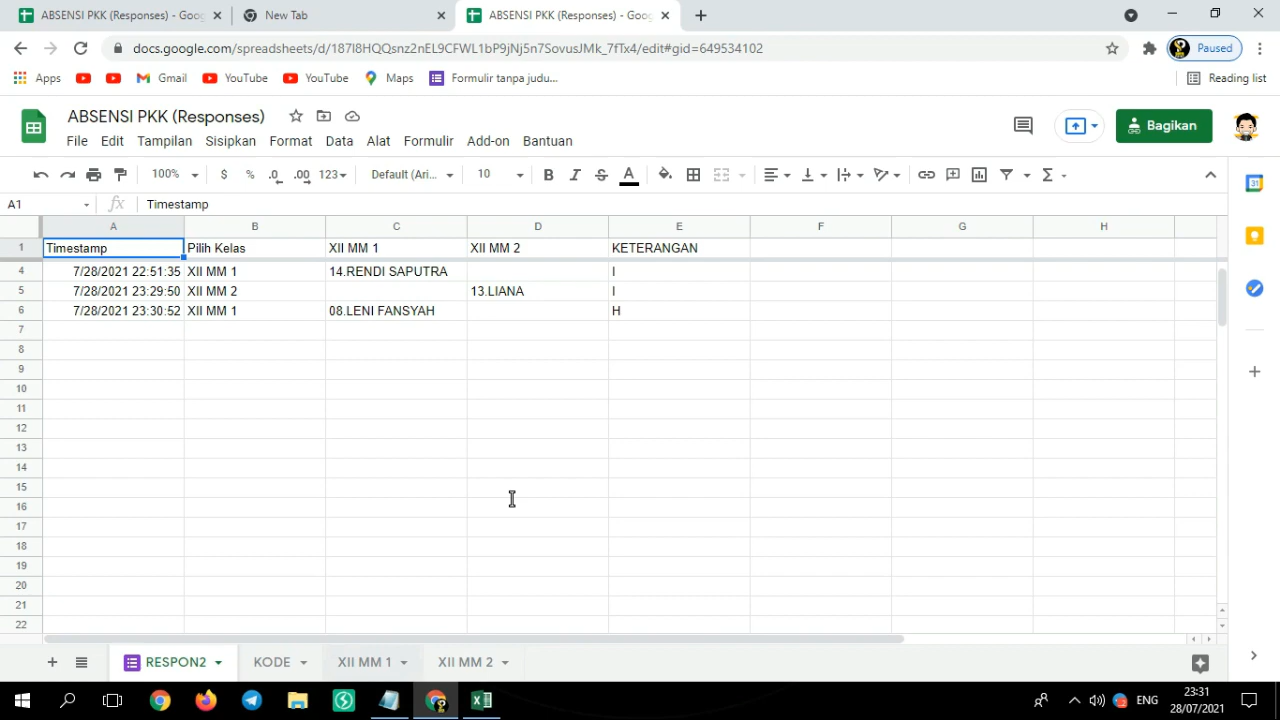 ABSENSI PKK (Responses) - Goog
New Tab
ABSENSI PKK (Responses) - Goog
docs.google.com/spreadsheets/d/187l8HQQsnz2nEL9CFWL1bP9jNj5n7SovusJMk_7fTx4/edit#gid=649534102
Paused
Apps
Gmail
YouTube
YouTube
Maps
Formulir tanpa judu...
Reading list
ABSENSI PKK (Responses)
File Edit Tampilan Sisipkan Format Data Alat Formulir Add-on Bantuan
Bagikan
100% $ % .0 .00 123 Default (Ari... 10 B I S A Σ
31
A1 fx Timestamp
A B C D E F G H
1 Timestamp Pilih Kelas XII MM 1 XII MM 2 KETERANGAN
4 7/28/2021 22:51:35 XII MM 1 14.RENDI SAPUTRA I
5 7/28/2021 23:29:50 XII MM 2 13.LIANA I
6 7/28/2021 23:30:52 XII MM 1 08.LENI FANSYAH H
7
8
9
10
11
12
13
14
15
16
17
18
19
20
21
22
RESPON2 KODE XII MM 1 XII MM 2
ENG
23:31
28/07/2021